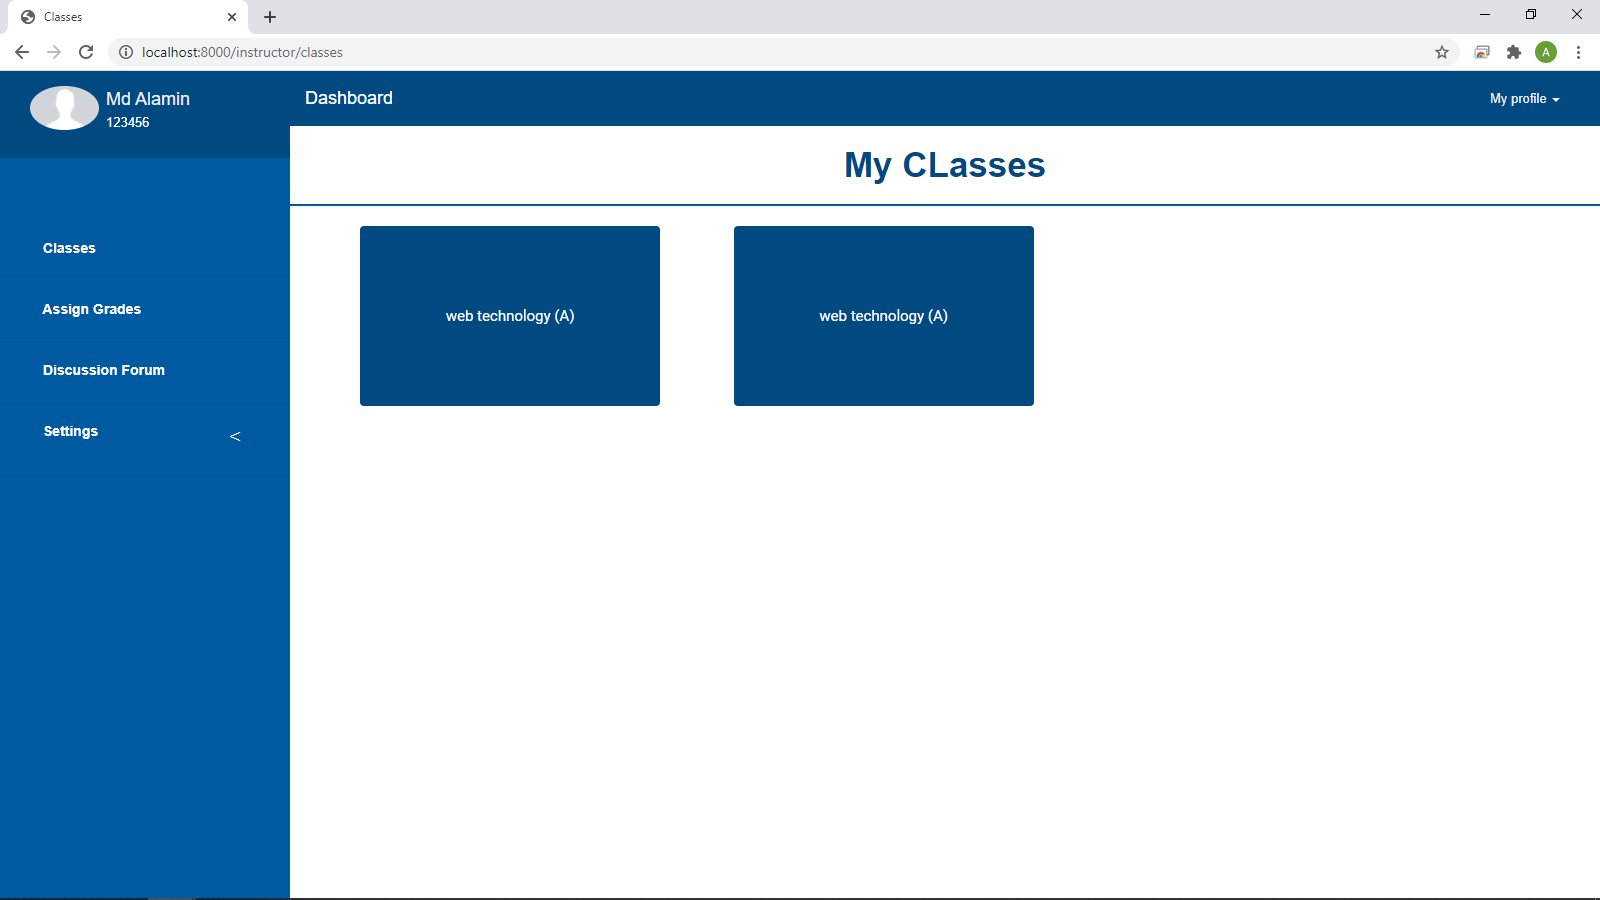 Classes
localhost:8000/instructor/classes
A
Md Alamin
123456
Dashboard
My profile
My CLasses
Classes
Assign Grades
Discussion Forum
Settings <
web technology (A)
web technology (A)